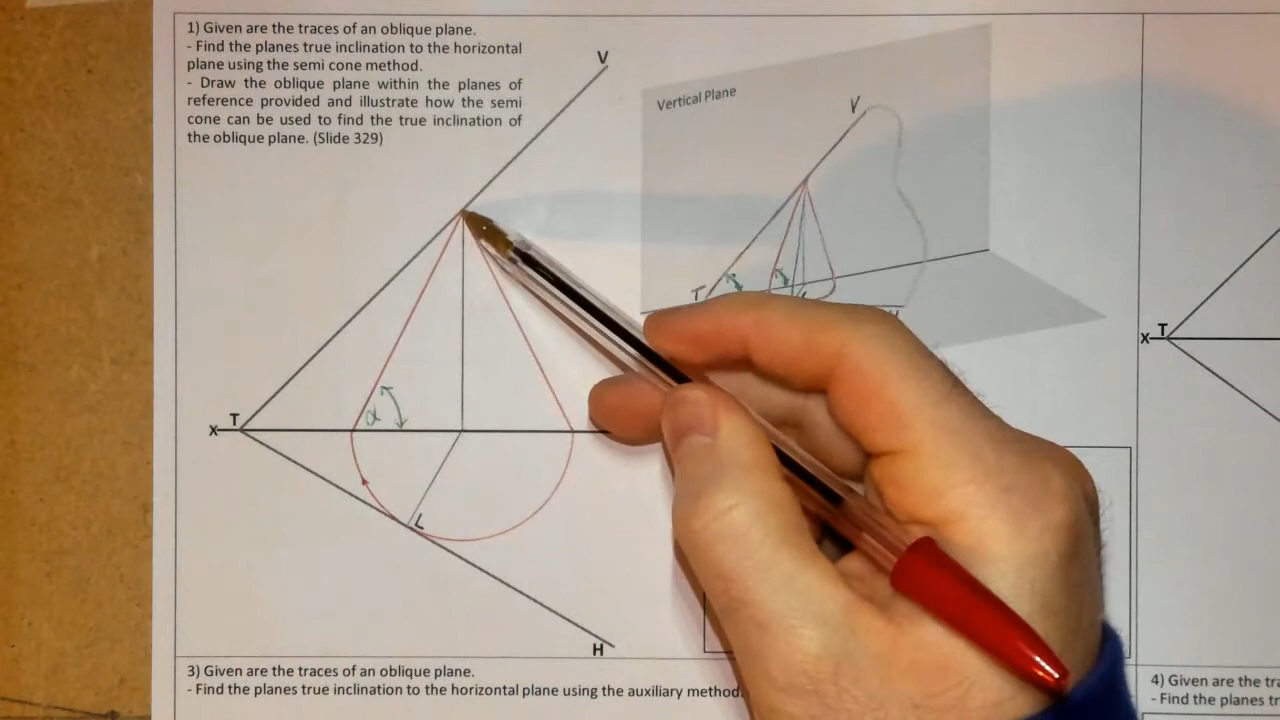 1) Given are the traces of an oblique plane.
- Find the planes true inclination to the horizontal
plane using the semi cone method.
- Draw the oblique plane within the planes of
reference provided and illustrate how the semi
cone can be used to find the true inclination of
the oblique plane. (Slide 329)
V
Vertical Plane
V
T
α
T
X
L
H
X
T
3) Given are the traces of an oblique plane.
- Find the planes true inclination to the horizontal plane using the auxiliary method.
4) Given are the
- Find the planes